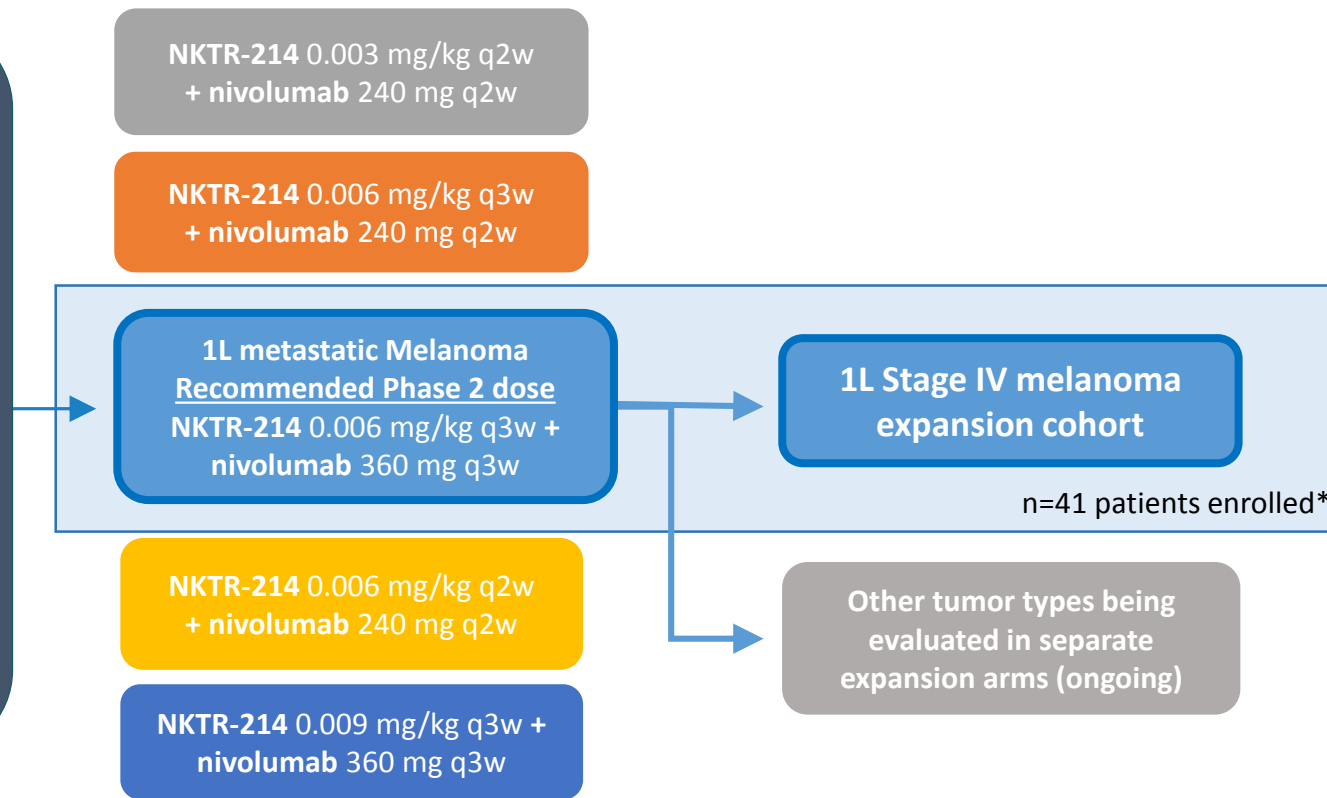 NKTR-214 0.003 mg/kg q2w
+ nivolumab 240 mg q2w
NKTR-214 0.006 mg/kg q3w
+ nivolumab 240 mg q2w
1L metastatic Melanoma
Recommended Phase 2 dose
NKTR-214 0.006 mg/kg q3w +
nivolumab 360 mg q3w
1L Stage IV melanoma
expansion cohort
n=41 patients enrolled*
NKTR-214 0.006 mg/kg q2w
+ nivolumab 240 mg q2w
Other tumor types being
evaluated in separate
expansion arms (ongoing)
NKTR-214 0.009 mg/kg q3w +
nivolumab 360 mg q3w